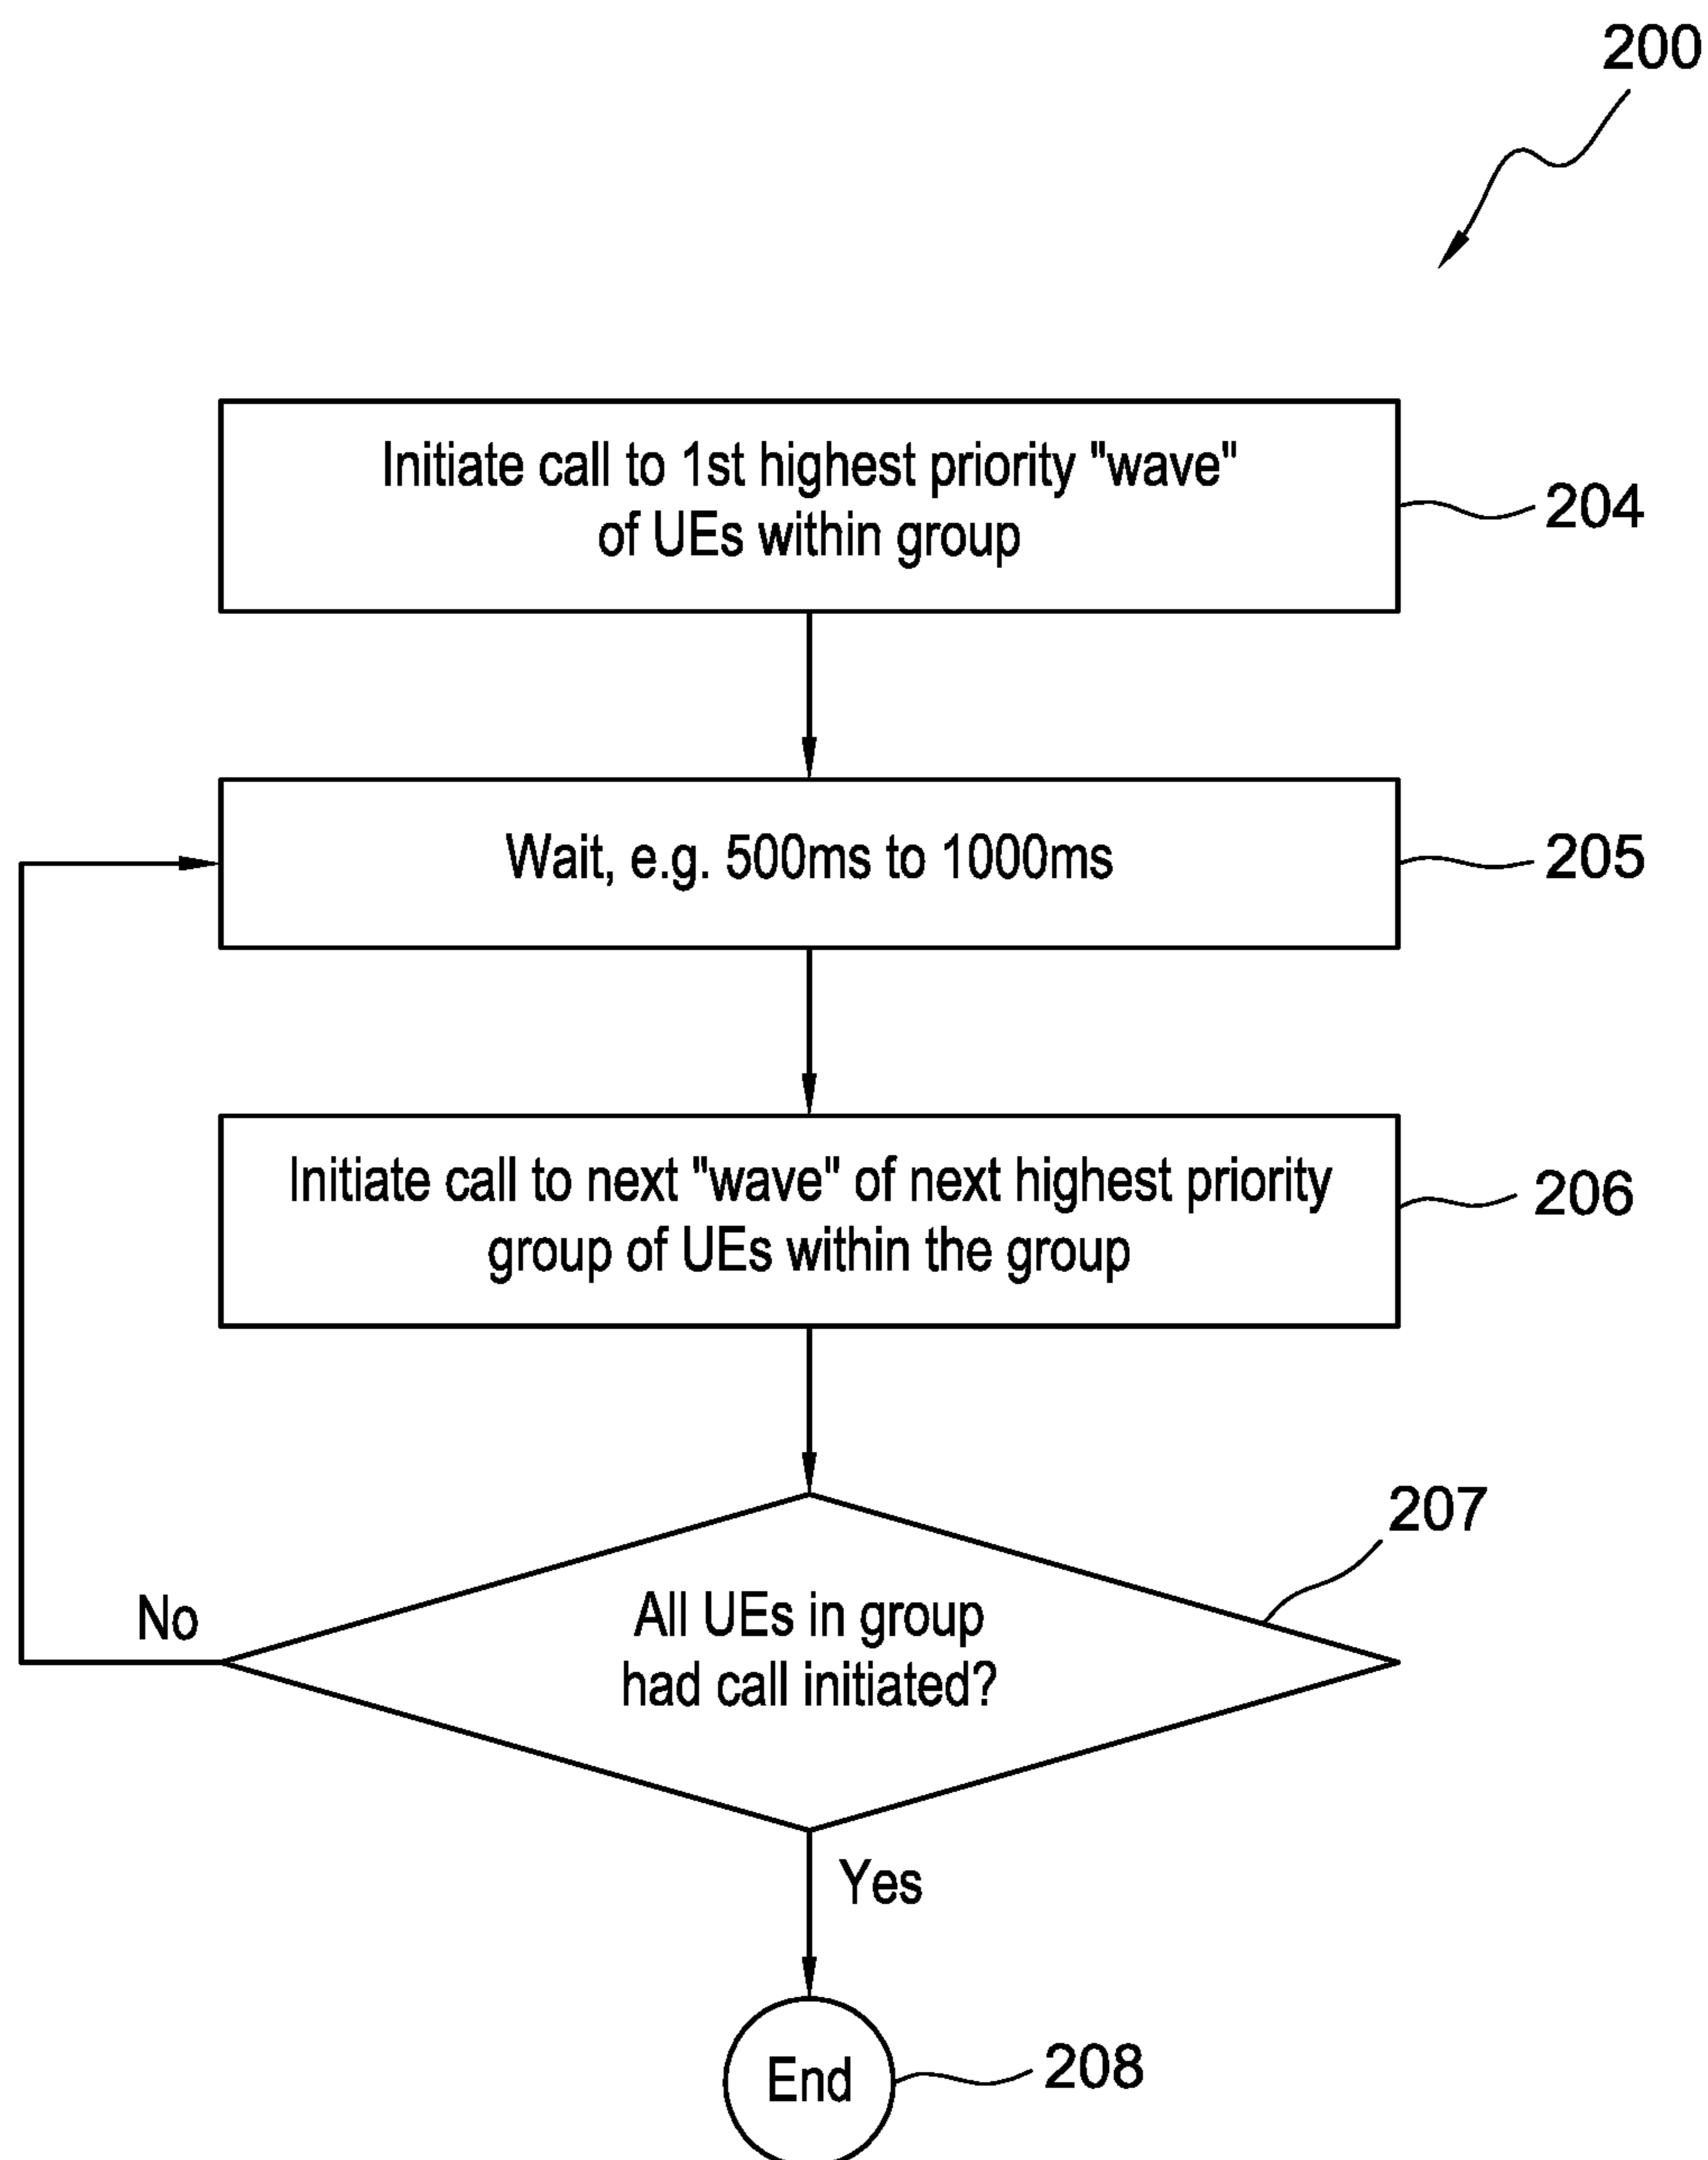 200
Initiate call to 1st highest priority "wave"
of UEs within group
204
Wait, e.g. 500ms to 1000ms
205
Initiate call to next "wave" of next highest priority
group of UEs within the group
206
207
All UEs in group
had call initiated?
No
Yes
End
208